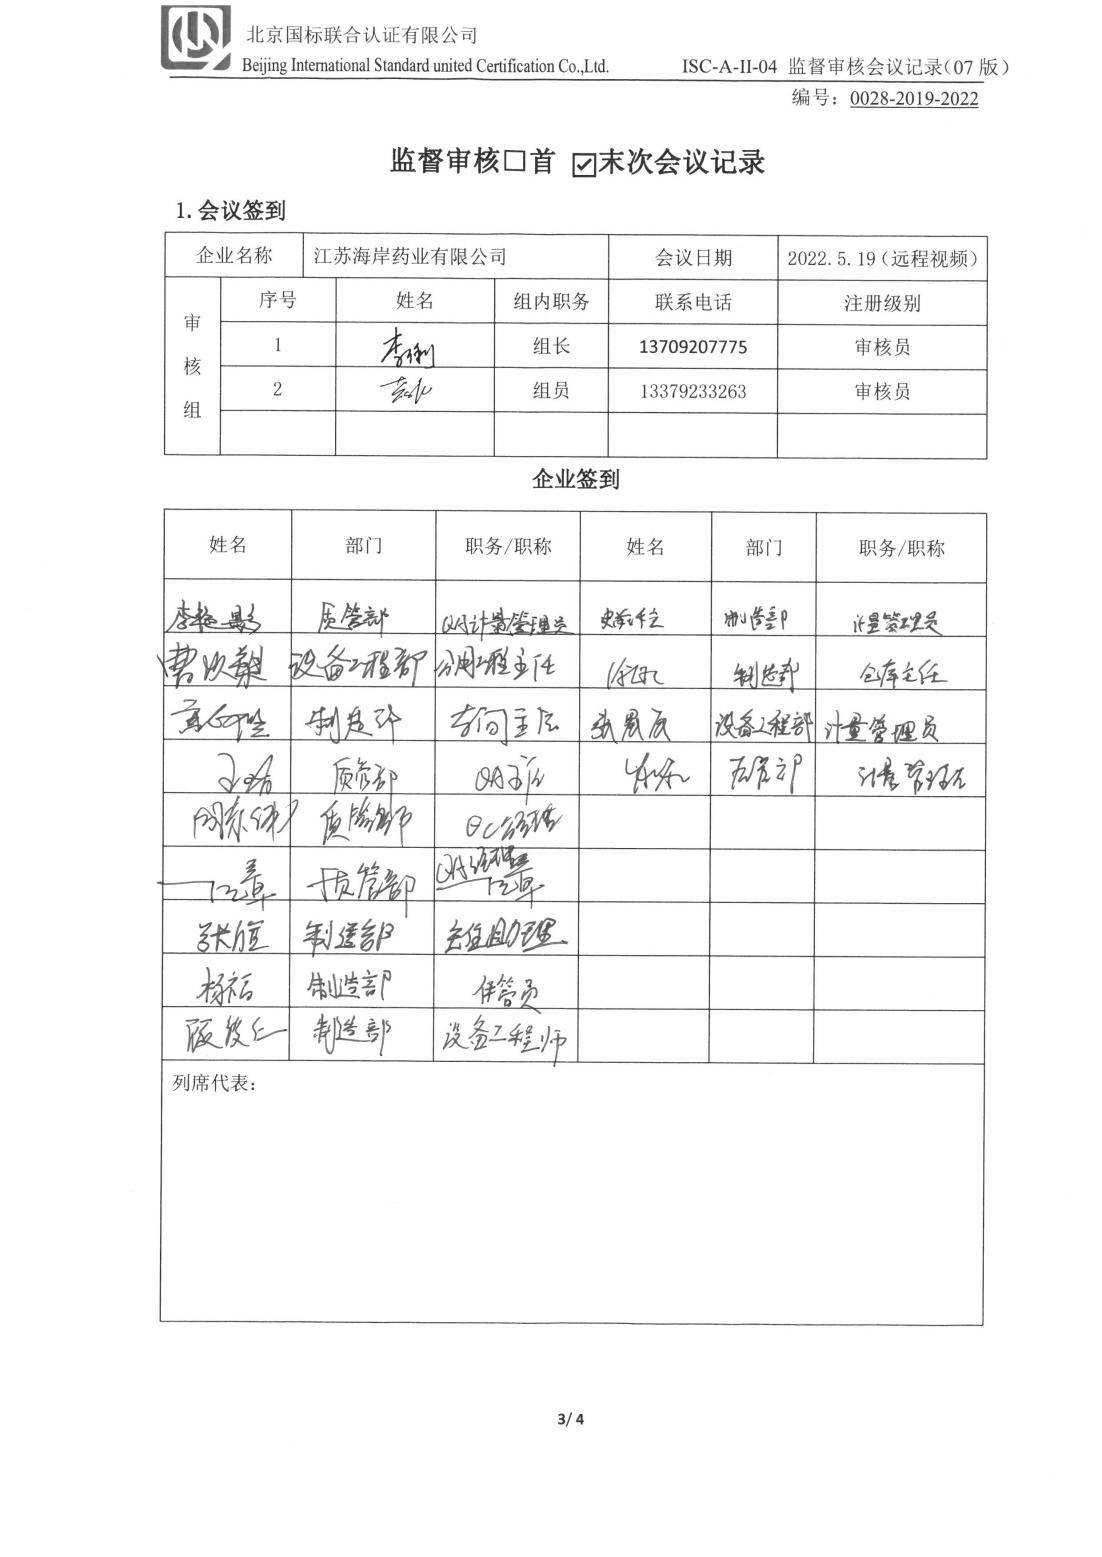 北京国标联合认证有限公司
Beijing International Standard united Certification Co.,Ltd.
ISC-A-II-04 监督审核会议记录(07版)
编号：0028-2019-2022
监督审核□首 ☑末次会议记录
1.会议签到
企业名称 江苏海岸药业有限公司 会议日期 2022.5.19(远程视频)
审核组
序号 姓名 组内职务 联系电话 注册级别
1 组长 13709207775 审核员
2 组员 13379233263 审核员
企业签到
姓名 部门 职务/职称 姓名 部门 职务/职称
质管部 QA计量管理员 制造部 计量管理员
设备工程部 公用工程主任 制造部 仓库主任
制造部 车间主任 设备工程部 计量管理员
质管部 QA主任 质管部 计量管理员
质管部 QC经理
江章 质管部 QA经理
制造部 主任助理
杨 制造部 保管员
制造部 设备工程师
列席代表：
3/ 4